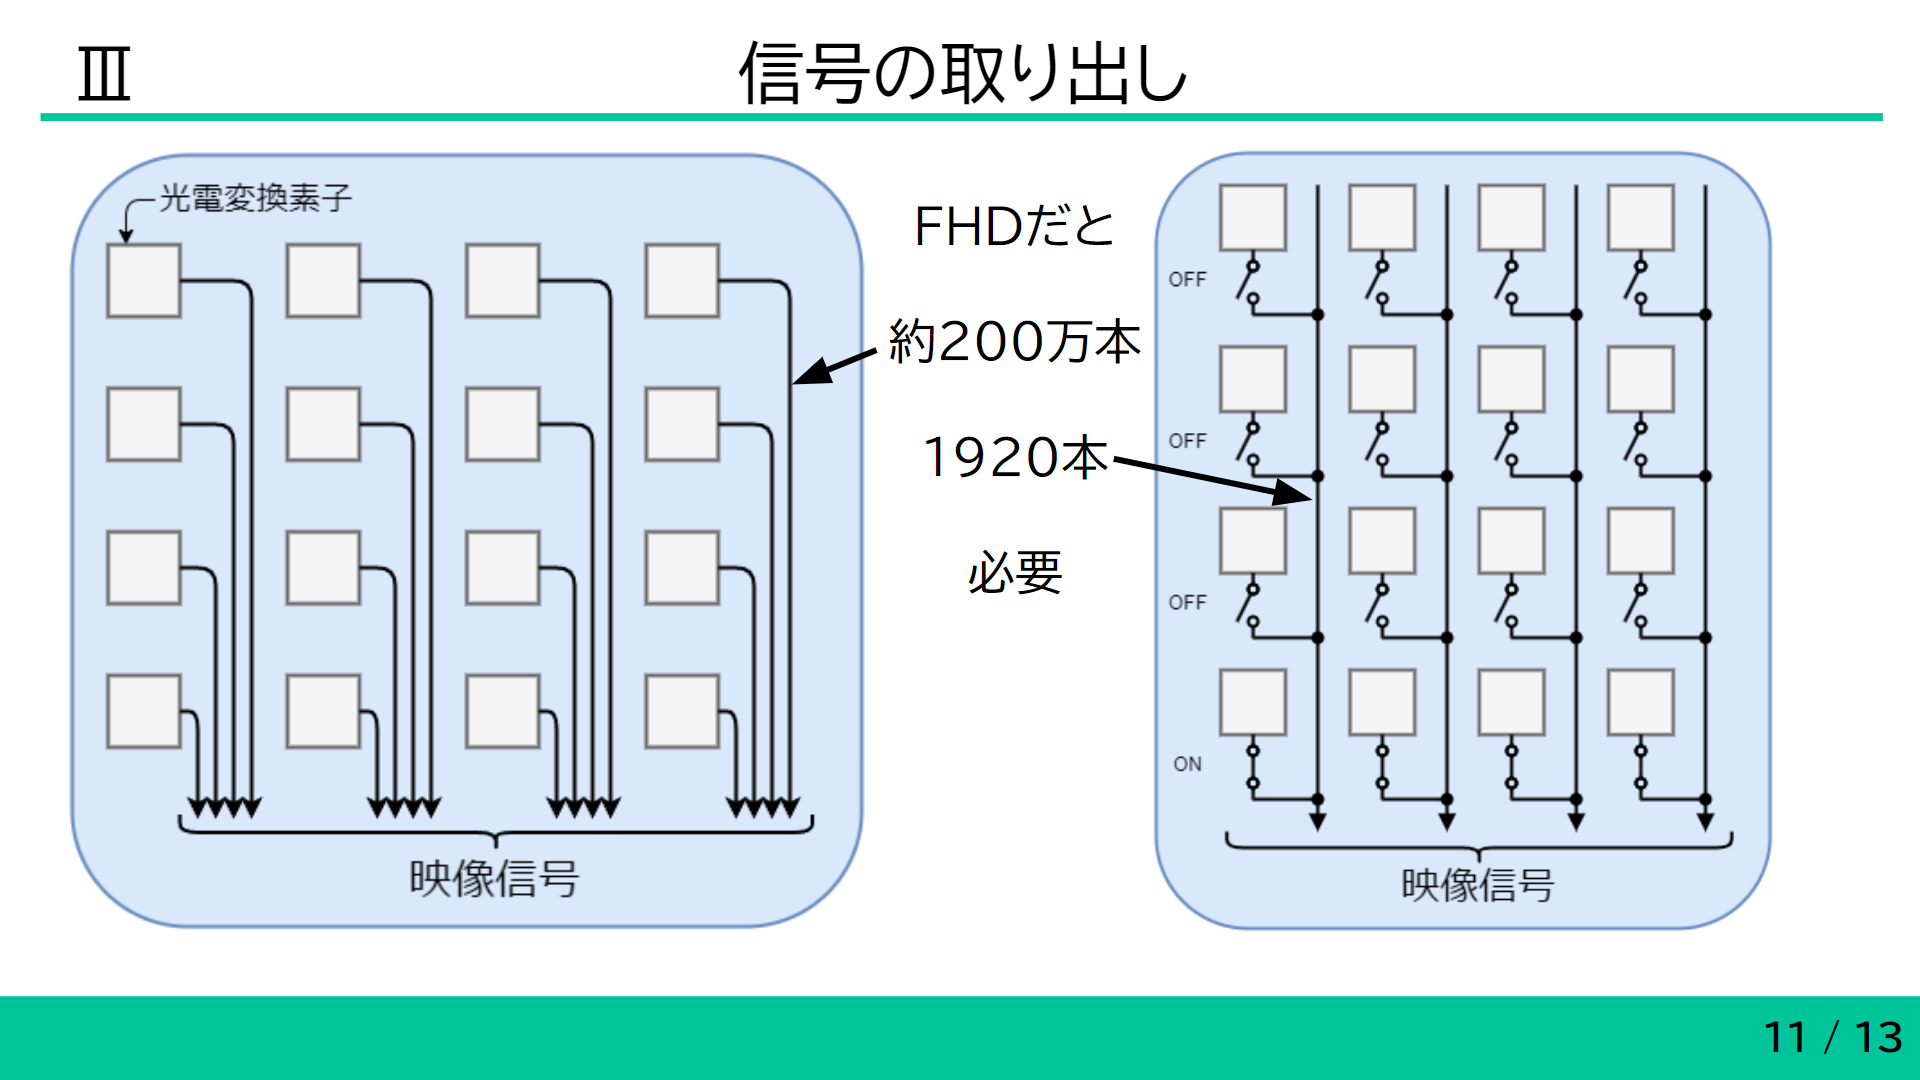 Ⅲ
信号の取り出し
光電変換素子
映像信号
FHDだと
約200万本
1920本
必要
OFF
OFF
OFF
ON
映像信号
11 / 13